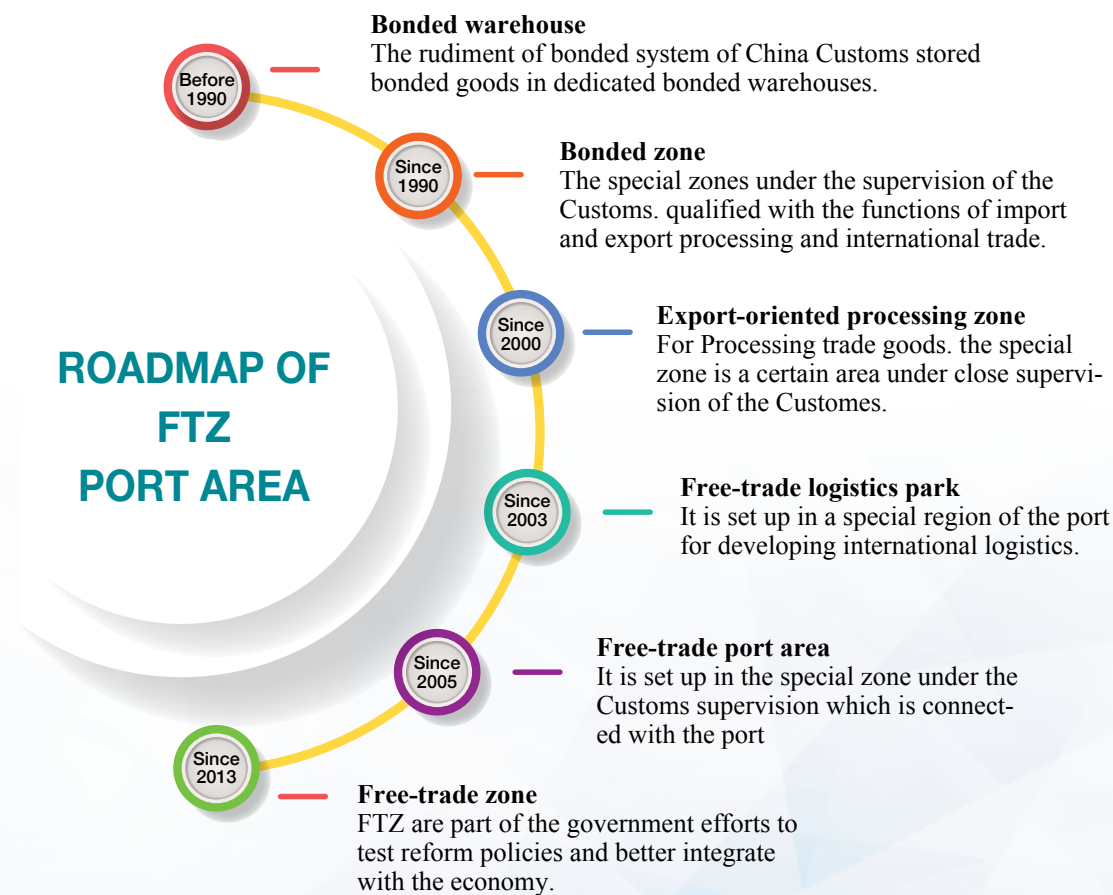 Before
1990
Bonded warehouse
The rudiment of bonded system of China Customs stored
bonded goods in dedicated bonded warehouses.
Since
1990
Bonded zone
The special zones under the supervision of the
Customs. qualified with the functions of import
and export processing and international trade.
ROADMAP OF
FTZ
PORT AREA
Since
2000
Export-oriented processing zone
For Processing trade goods. the special
zone is a certain area under close supervi-
sion of the Customes.
Since
2003
Free-trade logistics park
It is set up in a special region of the port
for developing international logistics.
Since
2005
Free-trade port area
It is set up in the special zone under the
Customs supervision which is connect-
ed with the port
Since
2013
Free-trade zone
FTZ are part of the government efforts to
test reform policies and better integrate
with the economy.